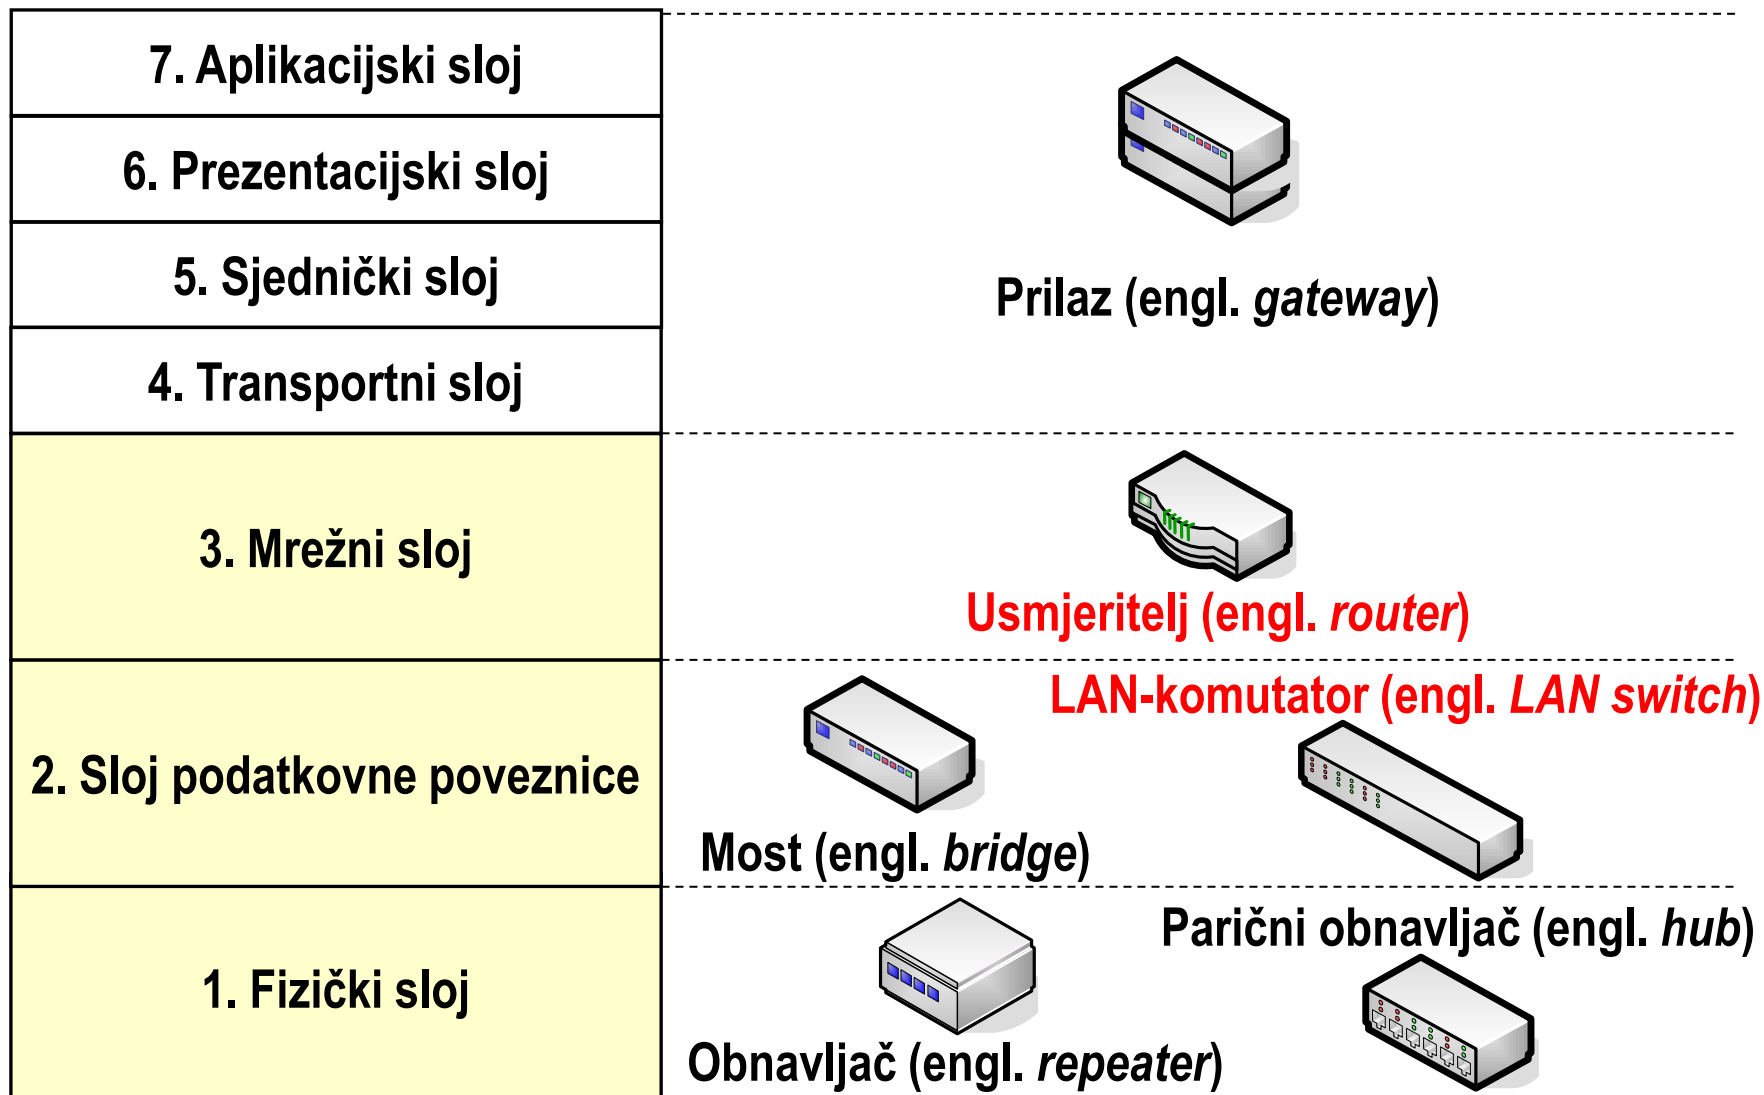 7. Aplikacijski sloj
6. Prezentacijski sloj
5. Sjednički sloj
Prilaz (engl. gateway)
4. Transportni sloj
3. Mrežni sloj
Usmjeritelj (engl. router)
LAN-komutator (engl. LAN switch)
2. Sloj podatkovne poveznice
Most (engl. bridge)
Parični obnavljač (engl. hub)
1. Fizički sloj
Obnavljač (engl. repeater)